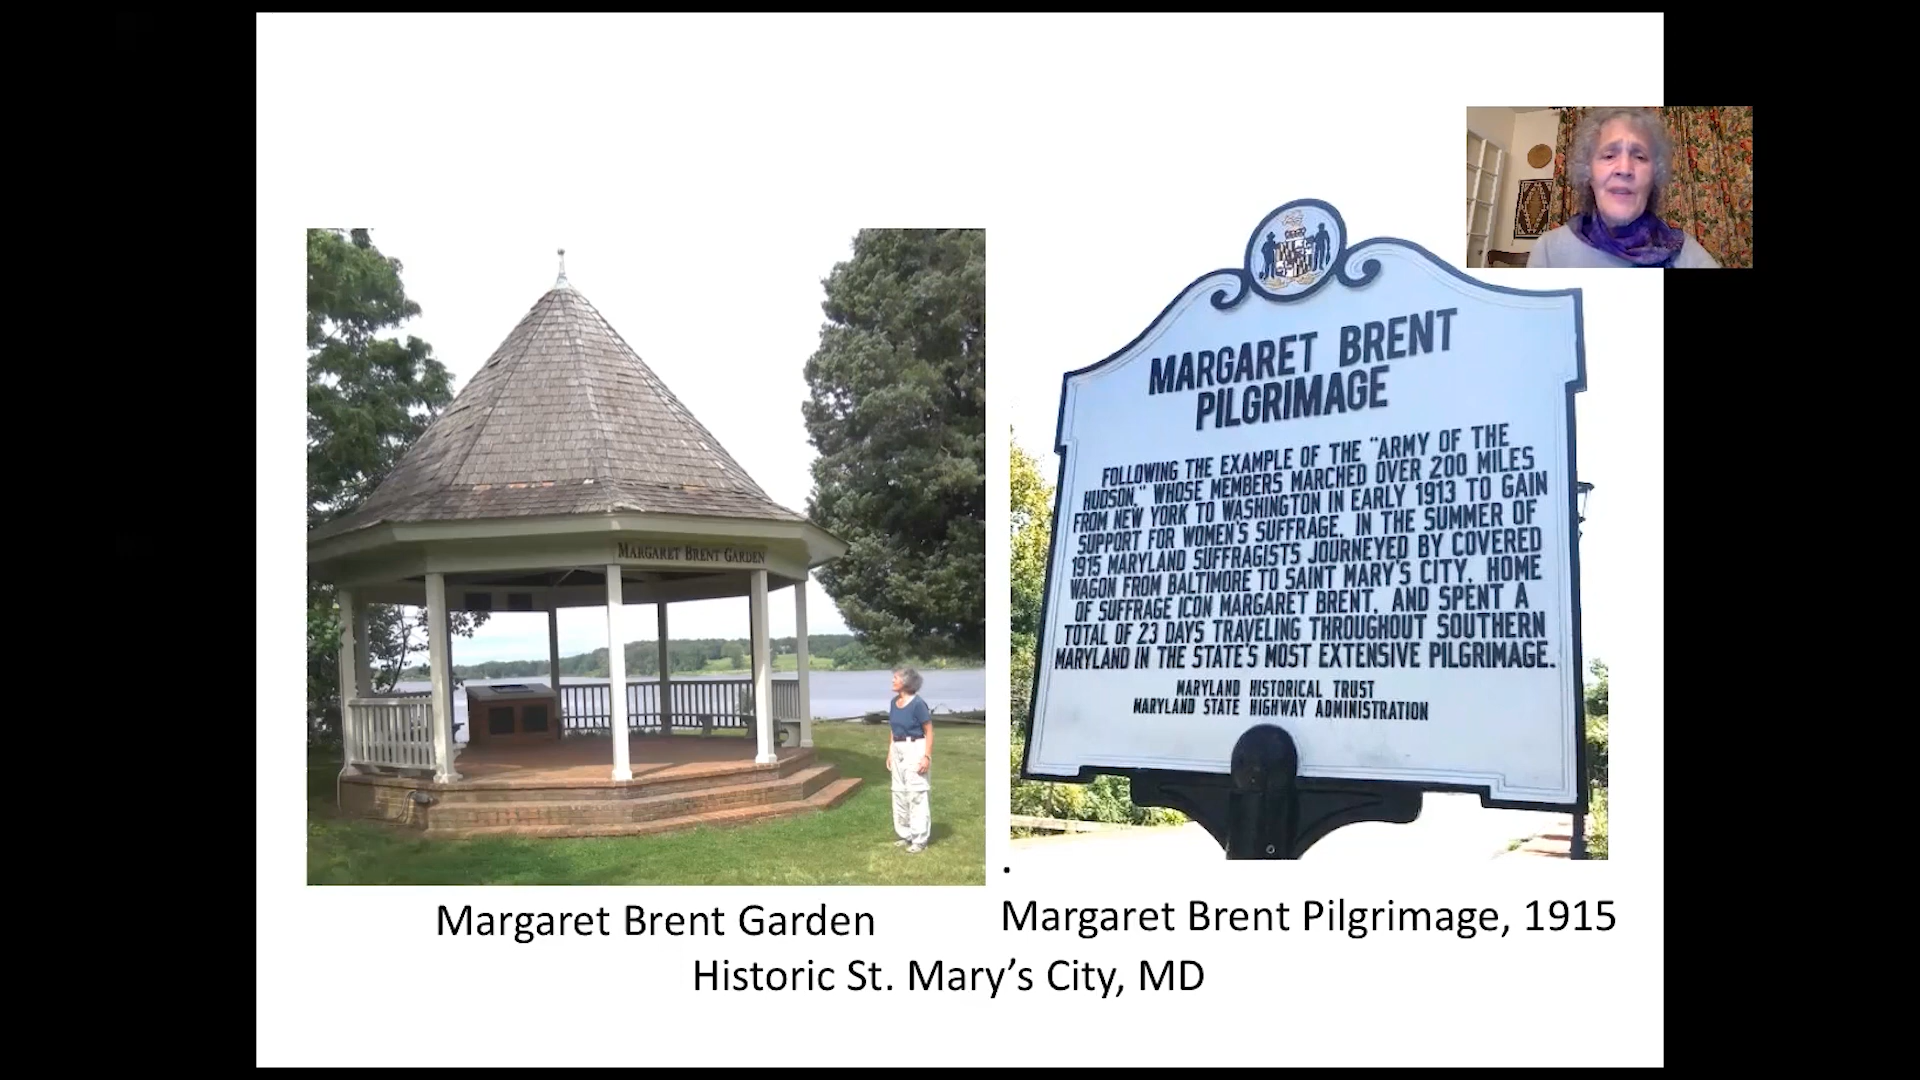 MARGARET BRENT GARDEN
MARGARET BRENT
PILGRIMAGE
FOLLOWING THE EXAMPLE OF THE "ARMY OF THE
HUDSON," WHOSE MEMBERS MARCHED OVER 200 MILES
FROM NEW YORK TO WASHINGTON IN EARLY 1913 TO GAIN
SUPPORT FOR WOMEN'S SUFFRAGE, IN THE SUMMER OF
1915 MARYLAND SUFFRAGISTS JOURNEYED BY COVERED
WAGON FROM BALTIMORE TO SAINT MARY'S CITY, HOME
OF SUFFRAGE ICON MARGARET BRENT, AND SPENT A
TOTAL OF 23 DAYS TRAVELING THROUGHOUT SOUTHERN
MARYLAND IN THE STATE'S MOST EXTENSIVE PILGRIMAGE.
MARYLAND HISTORICAL TRUST
MARYLAND STATE HIGHWAY ADMINISTRATION
.
Margaret Brent Garden
Margaret Brent Pilgrimage, 1915
Historic St. Mary’s City, MD